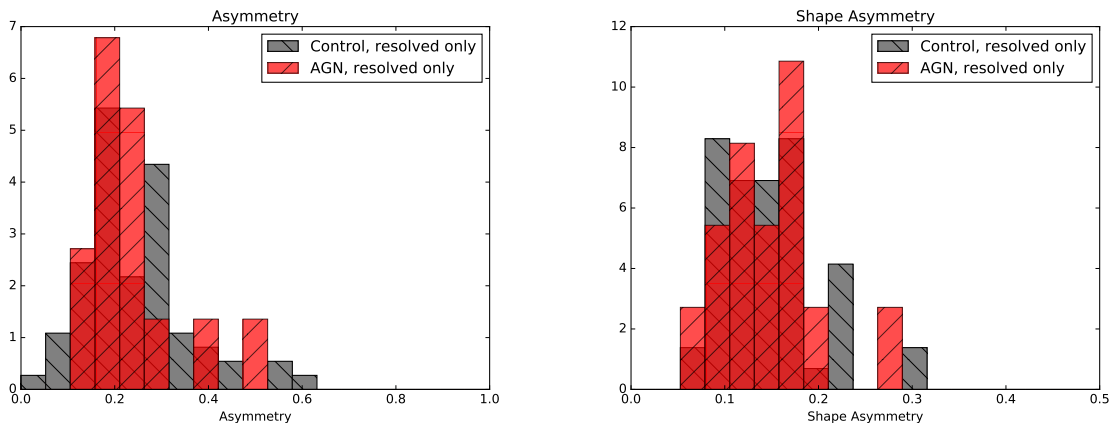 Asymmetry
7
6
5
4
3
2
1
0
0.0 0.2 0.4 0.6 0.8 1.0
Asymmetry
Control, resolved only
AGN, resolved only
Shape Asymmetry
12
10
8
6
4
2
0
0.0 0.1 0.2 0.3 0.4 0.5
Shape Asymmetry
Control, resolved only
AGN, resolved only